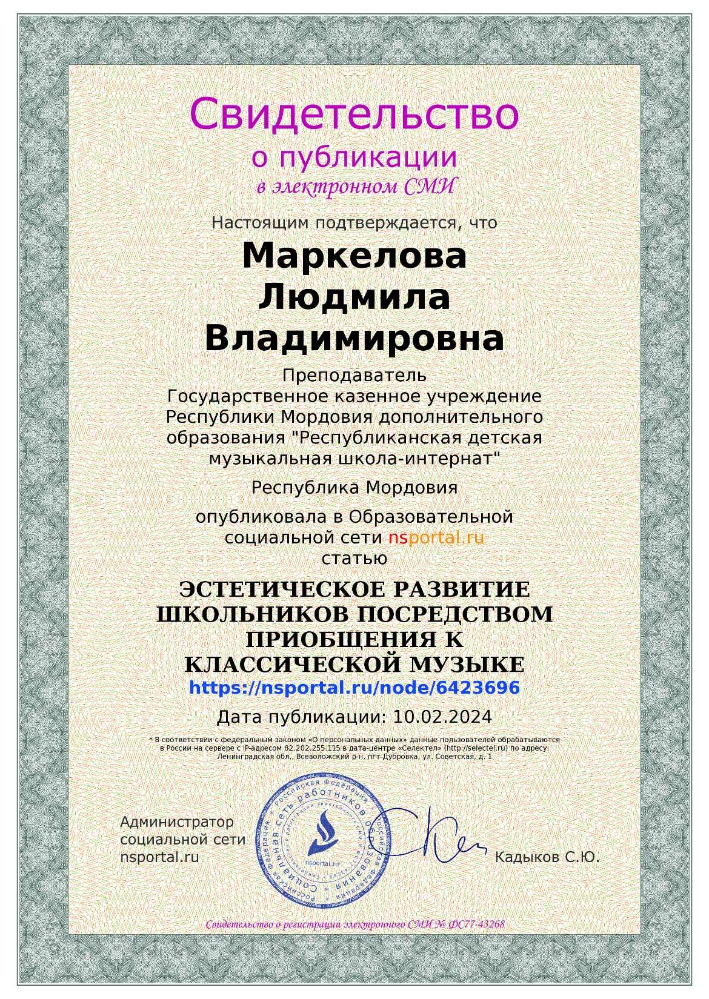 Свидетельство
о публикации
в электронном СМИ
Настоящим подтверждается, что
Маркелова
Людмила
Владимировна
Преподаватель
Государственное казенное учреждение
Республики Мордовия дополнительного
образования "Республиканская детская
музыкальная школа-интернат"
Республика Мордовия
опубликовала в Образовательной
социальной сети nsportal.ru
статью
ЭСТЕТИЧЕСКОЕ РАЗВИТИЕ
ШКОЛЬНИКОВ ПОСРЕДСТВОМ
ПРИОБЩЕНИЯ К
КЛАССИЧЕСКОЙ МУЗЫКЕ
https://nsportal.ru/node/6423696
Дата публикации: 10.02.2024
* В соответствии с федеральным законом «О персональных данных» данные пользователей обрабатываются
в России на сервере с IP-адресом 82.202.255.115 в дата-центре «Селектел» (http://selectel.ru) по адресу:
Ленинградская обл., Всеволожский р-н, пгт Дубровка, ул. Советская, д. 1
Администратор
социальной сети
nsportal.ru
Российская Федерация * Российская Федерация * Российская Федерация *
Социальная сеть работников образования *
nsportal.ru
Кадыков С.Ю.
Свидетельство о регистрации электронного СМИ № ФС77-43268